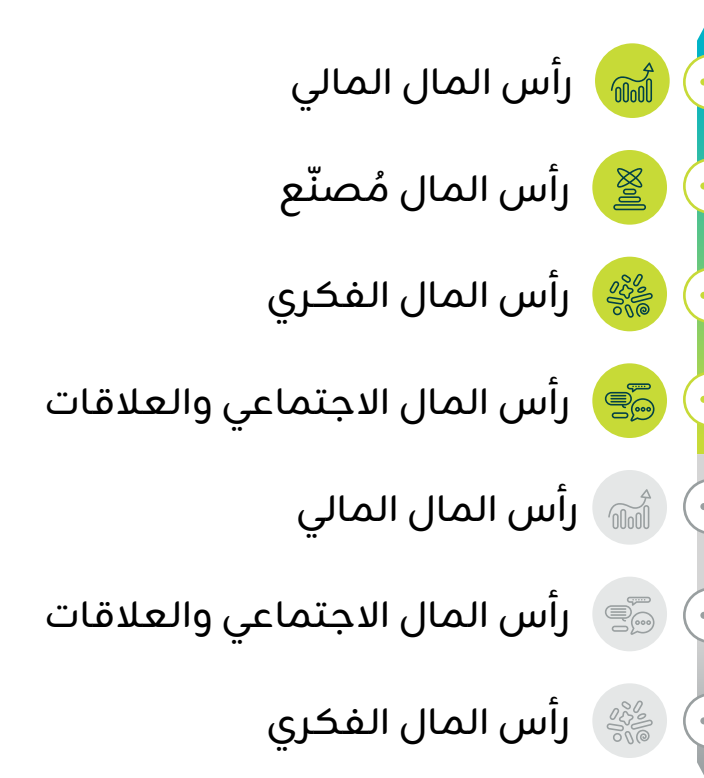 رأس المال المالي
رأس المال مُصنّع
رأس المال الفكري
رأس المال الاجتماعي والعلاقات
رأس المال المالي
رأس المال الاجتماعي والعلاقات
رأس المال الفكري